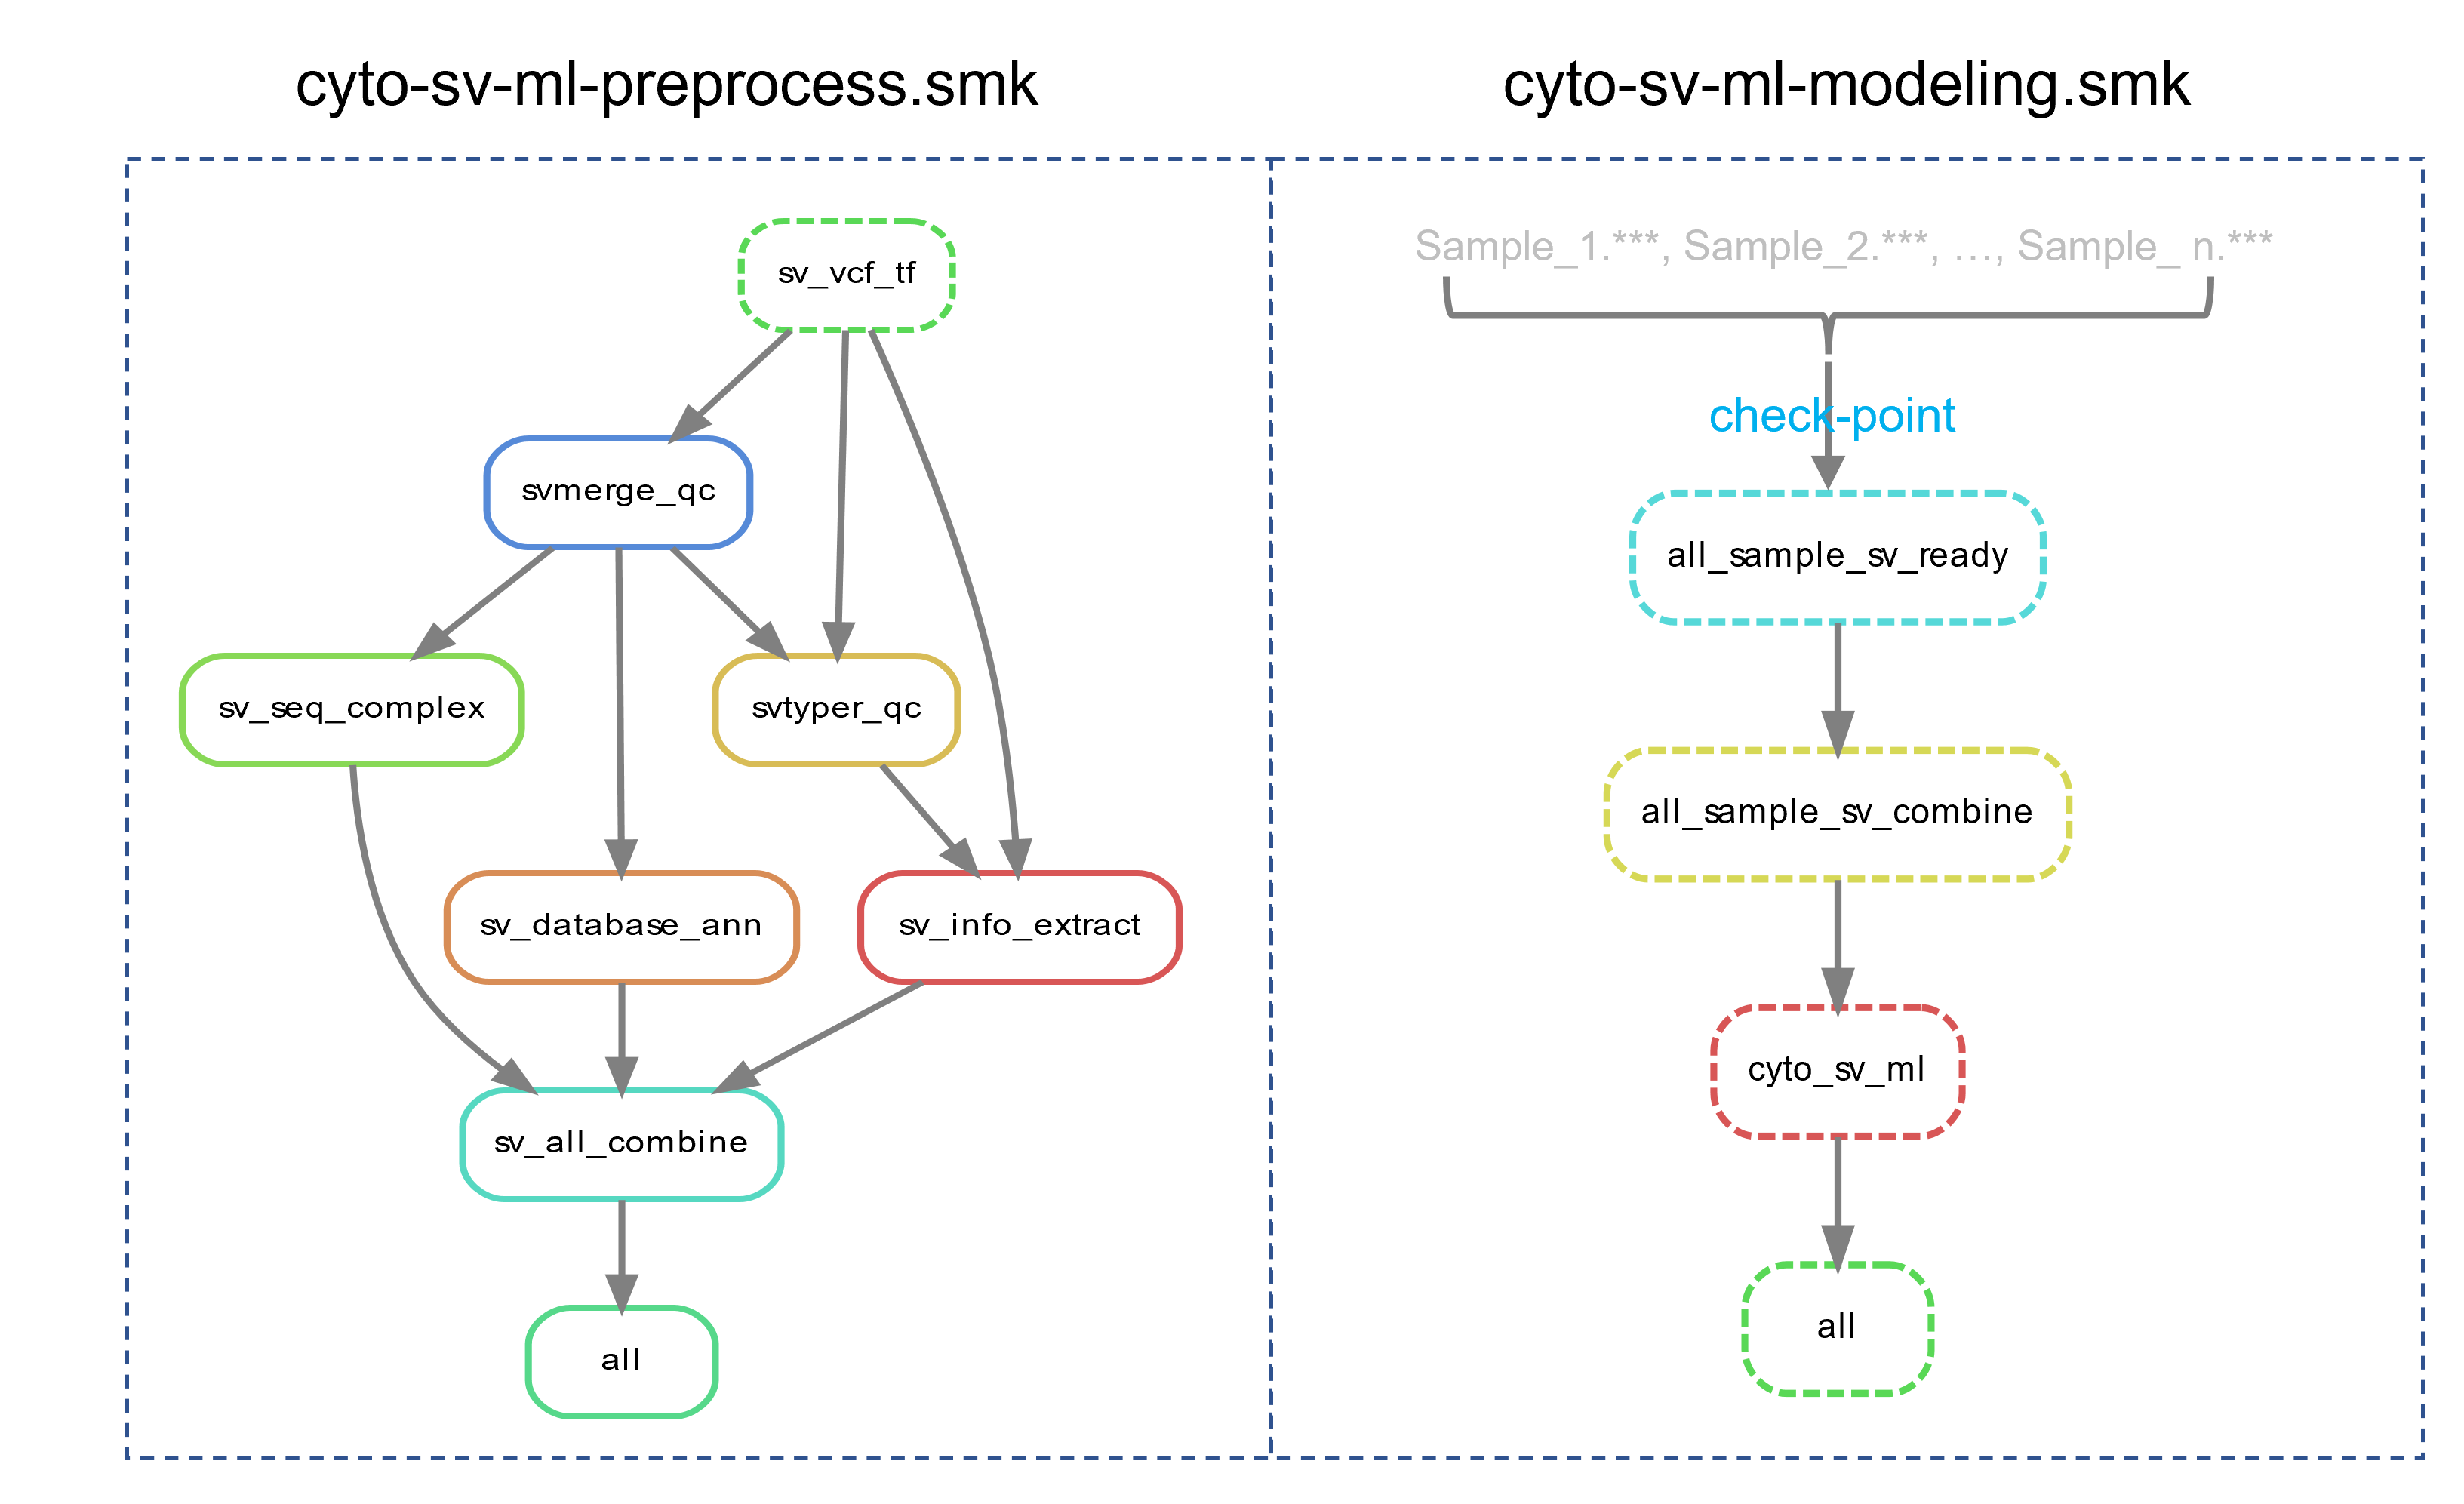 cyto-sv-ml-preprocess.smk
sv_vcf_tf
svmerge_qc
sv_seq_complex
svtyper_qc
sv_database_ann
sv_info_extract
sv_all_combine
all
cyto-sv-ml-modeling.smk
Sample_1.***, Sample_2.***, ..., Sample_ n.***
check-point
all_sample_sv_ready
all_sample_sv_combine
cyto_sv_ml
all